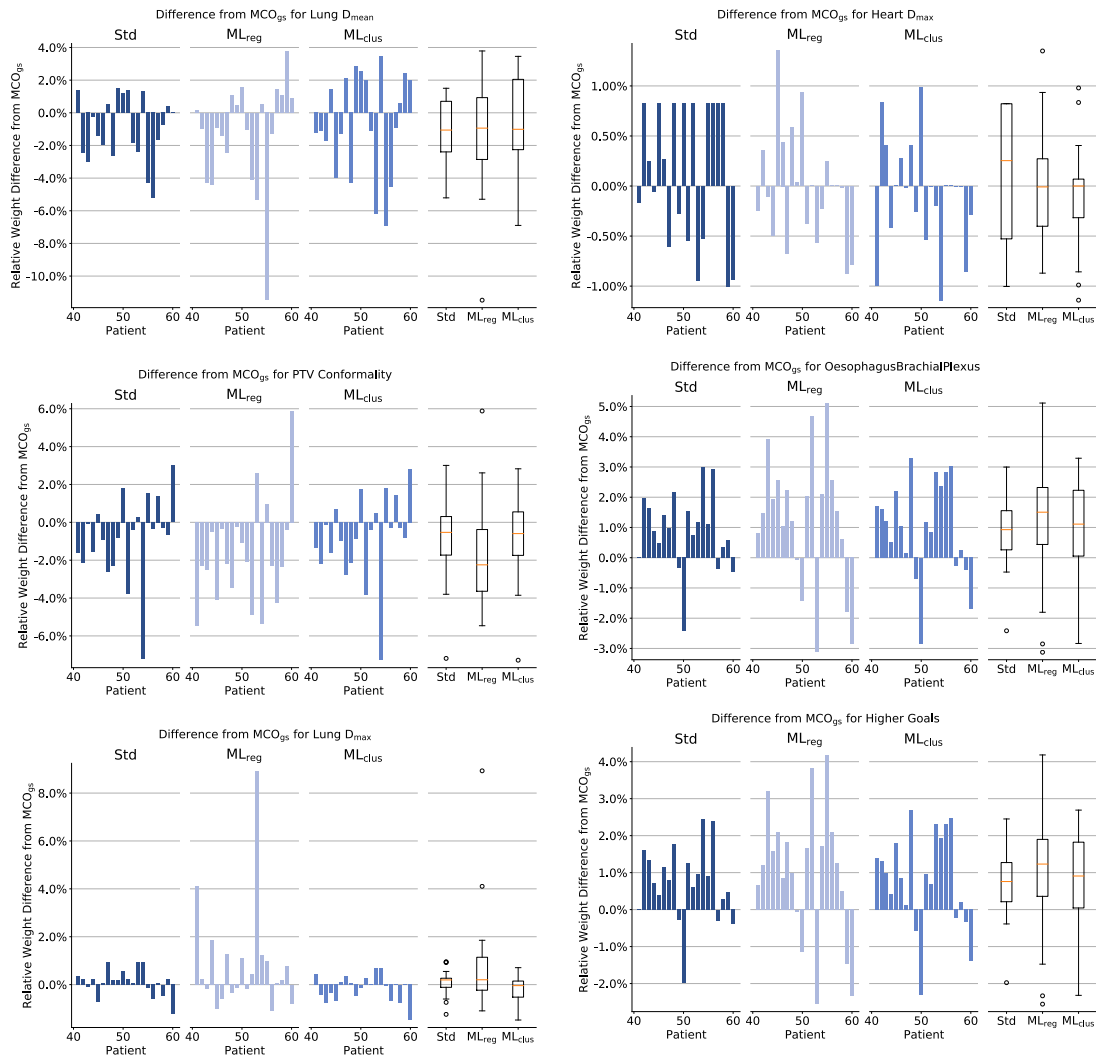 Difference from MCOgs for Lung Dmean
Std MLreg MLclus
Relative Weight Difference from MCOgs
4.0%
2.0%
0.0%
-2.0%
-4.0%
-6.0%
-8.0%
-10.0%
40 50 60 40 50 60 40 50 60 Std MLreg MLclus
Patient Patient Patient
Difference from MCOgs for Heart Dmax
Std MLreg MLclus
Relative Weight Difference from MCOgs
1.00%
0.50%
0.00%
-0.50%
-1.00%
40 50 60 40 50 60 40 50 60 Std MLreg MLclus
Patient Patient Patient
Difference from MCOgs for PTV Conformality
Std MLreg MLclus
Relative Weight Difference from MCOgs
6.0%
4.0%
2.0%
0.0%
-2.0%
-4.0%
-6.0%
40 50 60 40 50 60 40 50 60 Std MLreg MLclus
Patient Patient Patient
Difference from MCOgs for OesophagusBrachialPlexus
Std MLreg MLclus
Relative Weight Difference from MCOgs
5.0%
4.0%
3.0%
2.0%
1.0%
0.0%
-1.0%
-2.0%
-3.0%
40 50 60 40 50 60 40 50 60 Std MLreg MLclus
Patient Patient Patient
Difference from MCOgs for Lung Dmax
Std MLreg MLclus
Relative Weight Difference from MCOgs
8.0%
6.0%
4.0%
2.0%
0.0%
40 50 60 40 50 60 40 50 60 Std MLreg MLclus
Patient Patient Patient
Difference from MCOgs for Higher Goals
Std MLreg MLclus
Relative Weight Difference from MCOgs
4.0%
3.0%
2.0%
1.0%
0.0%
-1.0%
-2.0%
40 50 60 40 50 60 40 50 60 Std MLreg MLclus
Patient Patient Patient